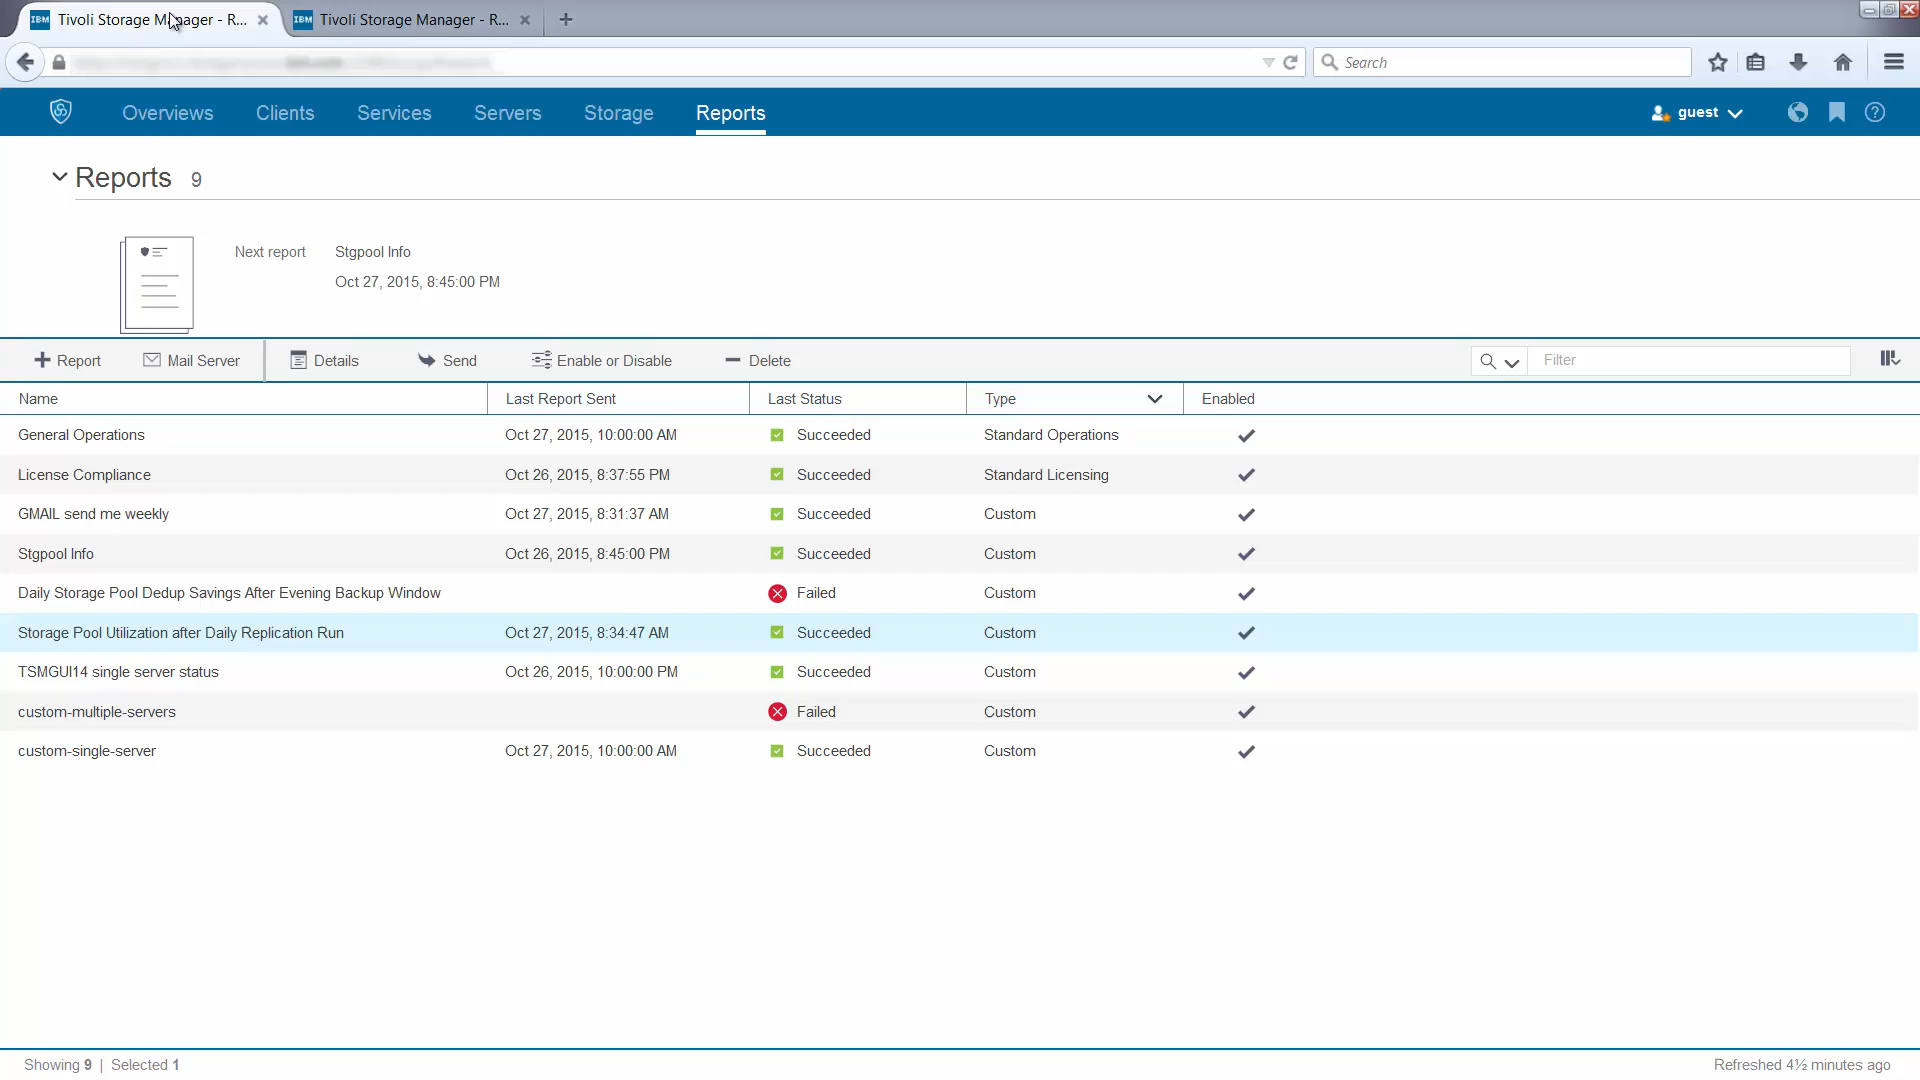 IBM Tivoli Storage Manager - R... IBM Tivoli Storage Manager - R...
Search
Overviews Clients Services Servers Storage Reports guest
Reports 9
Next report Stgpool Info
Oct 27, 2015, 8:45:00 PM
Report Mail Server Details Send Enable or Disable Delete Filter
Name Last Report Sent Last Status Type Enabled
General Operations Oct 27, 2015, 10:00:00 AM Succeeded Standard Operations
License Compliance Oct 26, 2015, 8:37:55 PM Succeeded Standard Licensing
GMAIL send me weekly Oct 27, 2015, 8:31:37 AM Succeeded Custom
Stgpool Info Oct 26, 2015, 8:45:00 PM Succeeded Custom
Daily Storage Pool Dedup Savings After Evening Backup Window Failed Custom
Storage Pool Utilization after Daily Replication Run Oct 27, 2015, 8:34:47 AM Succeeded Custom
TSMGUI14 single server status Oct 26, 2015, 10:00:00 PM Succeeded Custom
custom-multiple-servers Failed Custom
custom-single-server Oct 27, 2015, 10:00:00 AM Succeeded Custom
Showing 9 | Selected 1 Refreshed 4½ minutes ago